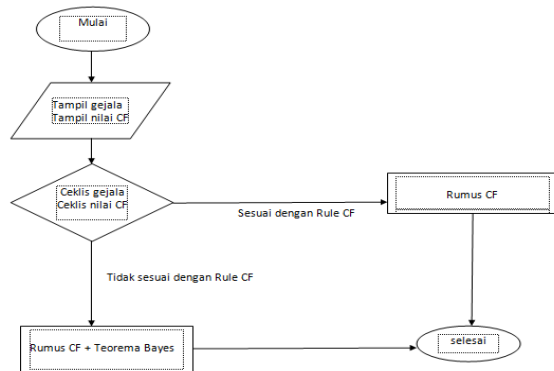 Mulai
Tampil gejala
Tampil nilai CF
Ceklis gejala
Ceklis nilai CF
Sesuai dengan Rule CF
Rumus CF
Tidak sesuai dengan Rule CF
Rumus CF + Teorema Bayes
selesai